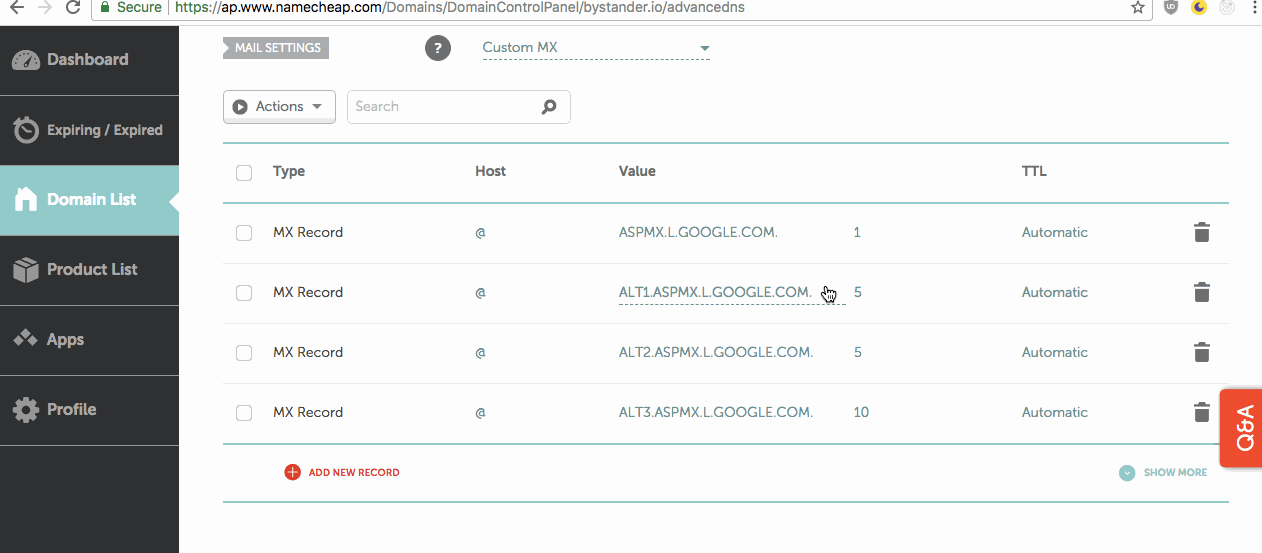 Secure https://ap.www.namecheap.com/Domains/DomainControlPanel/bystander.io/advancedns
Dashboard
Expiring / Expired
Domain List
Product List
Apps
Profile
MAIL SETTINGS ? Custom MX
Actions Search
Type Host Value TTL
MX Record @ ASPMX.L.GOOGLE.COM. 1 Automatic
MX Record @ ALT1.ASPMX.L.GOOGLE.COM. 5 Automatic
MX Record @ ALT2.ASPMX.L.GOOGLE.COM. 5 Automatic
MX Record @ ALT3.ASPMX.L.GOOGLE.COM. 10 Automatic
ADD NEW RECORD SHOW MORE
Q&A